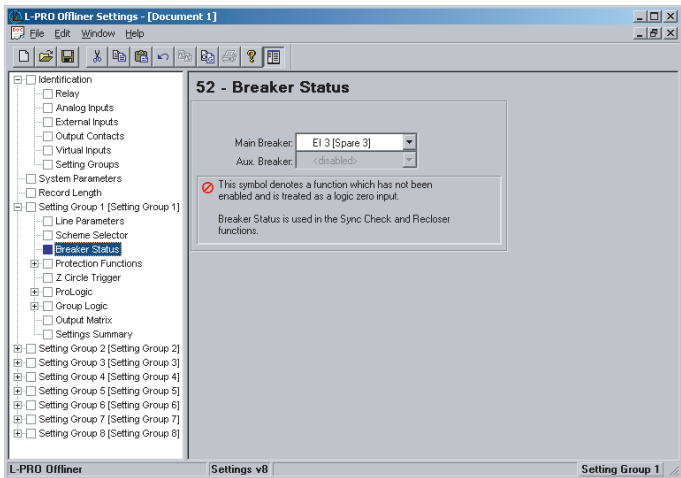 L-PRO Offliner Settings - [Document 1]
File Edit Window Help
Identification
Relay
Analog Inputs
External Inputs
Output Contacts
Virtual Inputs
Setting Groups
System Parameters
Record Length
Setting Group 1 [Setting Group 1]
Line Parameters
Scheme Selector
Breaker Status
Protection Functions
Z Circle Trigger
ProLogic
Group Logic
Output Matrix
Settings Summary
Setting Group 2 [Setting Group 2]
Setting Group 3 [Setting Group 3]
Setting Group 4 [Setting Group 4]
Setting Group 5 [Setting Group 5]
Setting Group 6 [Setting Group 6]
Setting Group 7 [Setting Group 7]
Setting Group 8 [Setting Group 8]
52 - Breaker Status
Main Breaker: EI 3 [Spare 3]
Aux. Breaker: <disabled>
This symbol denotes a function which has not been
enabled and is treated as a logic zero input.
Breaker Status is used in the Sync Check and Recloser
functions.
L-PRO Offliner Settings v8 Setting Group 1